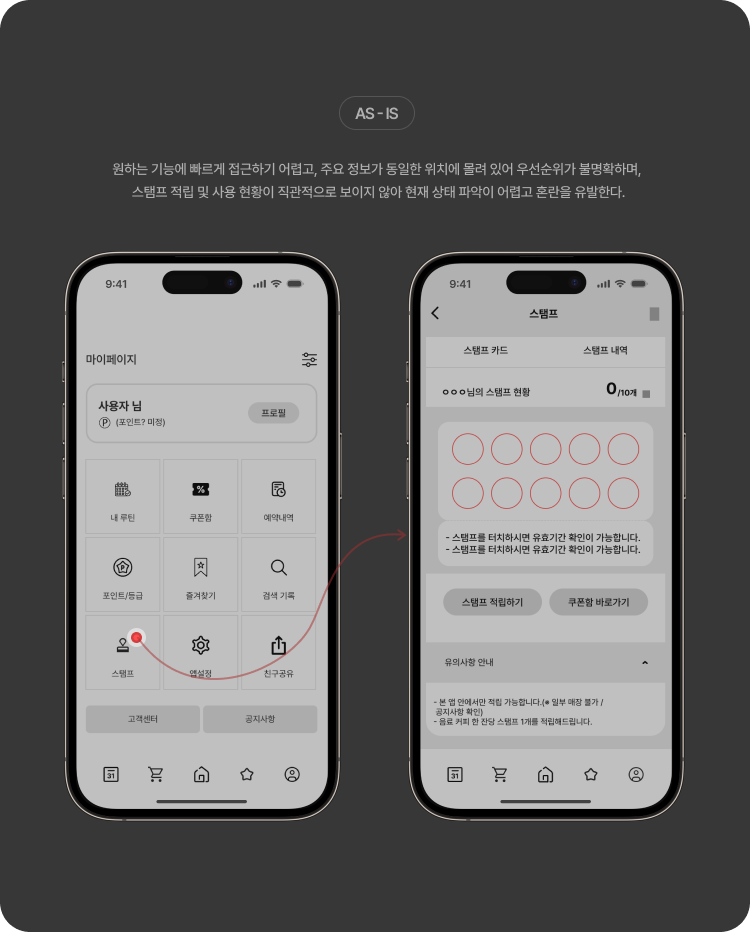 AS - IS
원하는 기능에 빠르게 접근하기 어렵고, 주요 정보가 동일한 위치에 몰려 있어 우선순위가 불명확하며,
스탬프 적립 및 사용 현황이 직관적으로 보이지 않아 현재 상태 파악이 어렵고 혼란을 유발한다.
9:41
마이페이지
사용자 님
Ⓟ (포인트? 미정)
프로필
내 루틴
쿠폰함
예약내역
포인트/등급
즐겨찾기
검색 기록
스탬프
앱설정
친구공유
고객센터
공지사항
31
9:41
스탬프
스탬프 카드
스탬프 내역
ㅇㅇㅇ님의 스탬프 현황
0/10개
- 스탬프를 터치하시면 유효기간 확인이 가능합니다.
- 스탬프를 터치하시면 유효기간 확인이 가능합니다.
스탬프 적립하기
쿠폰함 바로가기
유의사항 안내
- 본 앱 안에서만 적립 가능합니다.(※ 일부 매장 불가 /
공지사항 확인)
- 음료 커피 한 잔당 스탬프 1개를 적립해드립니다.
31